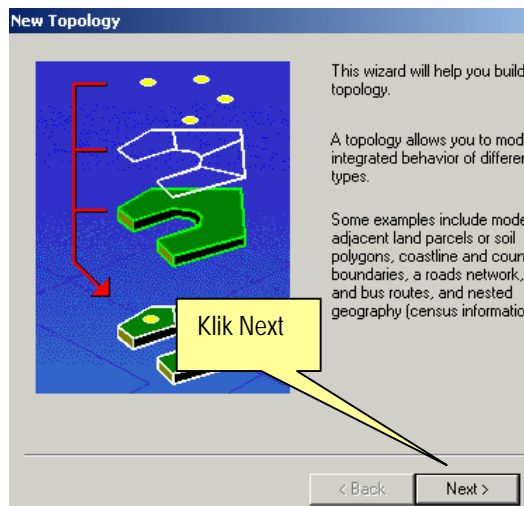 New Topology
This wizard will help you build
topology.
A topology allows you to mod
integrated behavior of differer
types.
Some examples include mode
adjacent land parcels or soil
polygons, coastline and coun
boundaries, a roads network,
and bus routes, and nested
geography (census informatio
Klik Next
< Back
Next >